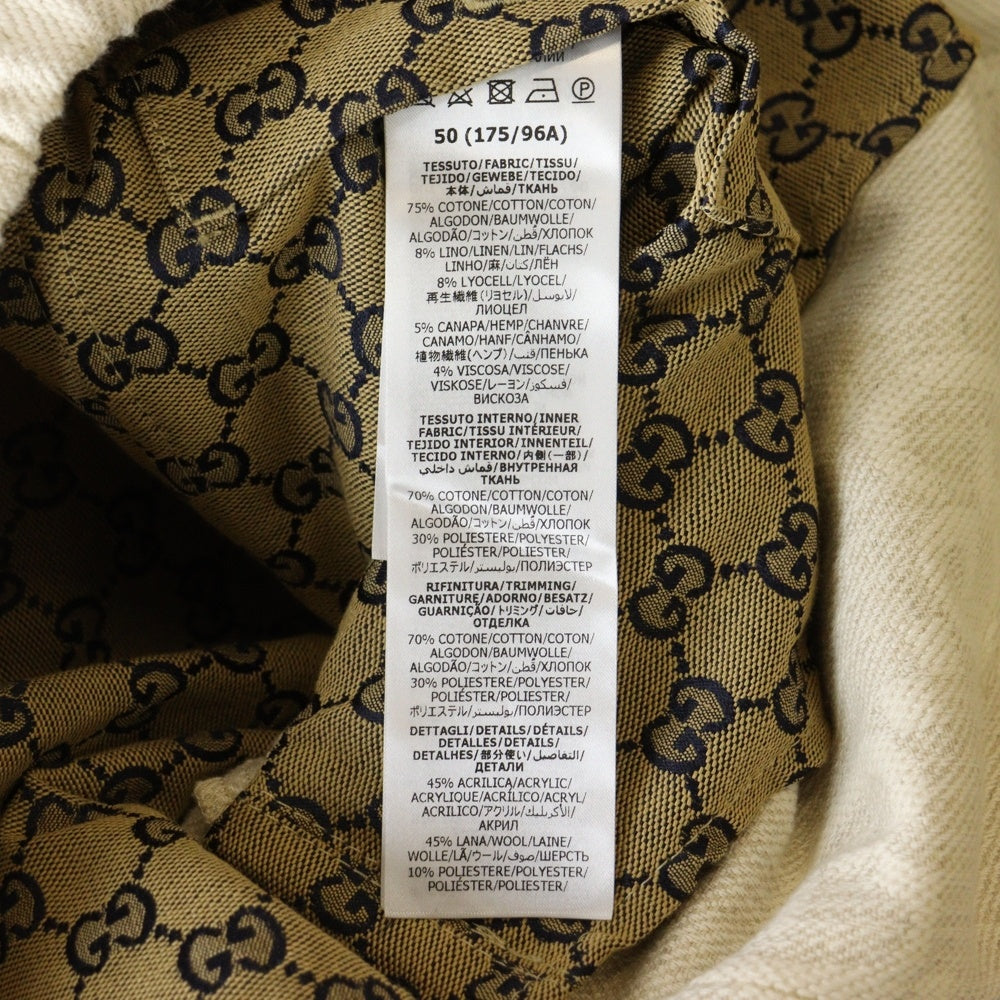 50 (175/96A)
TESSUTO/FABRIC/TISSU/
TEJIDO/GEWEBE/TECIDO/
本体/قماش/ТКАНЬ
75% COTONE/COTTON/COTON/
ALGODON/BAUMWOLLE/
ALGODÃO/コットン/قطن/ХЛОПОК
8% LINO/LINEN/LIN/FLACHS/
LINHO/麻/كتان/ЛЁН
8% LYOCELL/LYOCEL/
再生繊維(リヨセル)/لايوسل/
ЛИОЦЕЛ
5% CANAPA/HEMP/CHANVRE/
CANAMO/HANF/CÂNHAMO/
植物繊維(ヘンプ)/قنب/ПЕНЬКА
4% VISCOSA/VISCOSE/
VISKOSE/レーヨン/فسكوز/
ВИСКОЗА
TESSUTO INTERNO/INNER
FABRIC/TISSU INTÉRIEUR/
TEJIDO INTERIOR/INNENTEIL/
TECIDO INTERNO/内側(一部)/
قماش داخلي/ВНУТРЕННАЯ
ТКАНЬ
70% COTONE/COTTON/COTON/
ALGODON/BAUMWOLLE/
ALGODÃO/コットン/قطن/ХЛОПОК
30% POLIESTERE/POLYESTER/
POLIÉSTER/POLIESTER/
ポリエステル/بوليستر/ПОЛИЭСТЕР
RIFINITURA/TRIMMING/
GARNITURE/ADORNO/BESATZ/
GUARNIÇÃO/トリミング/حافات/
ОТДЕЛКА
70% COTONE/COTTON/COTON/
ALGODON/BAUMWOLLE/
ALGODÃO/コットン/قطن/ХЛОПОК
30% POLIESTERE/POLYESTER/
POLIÉSTER/POLIESTER/
ポリエステル/بوليستر/ПОЛИЭСТЕР
DETTAGLI/DETAILS/DÉTAILS/
DETALLES/DETAILS/
DETALHES/部分使い/التفاصيل/
ДЕТАЛИ
45% ACRILICA/ACRYLIC/
ACRYLIQUE/ACRÍLICO/ACRYL/
ACRILICO/アクリル/الأكريليك/
АКРИЛ
45% LANA/WOOL/LAINE/
WOLLE/LÃ/ウール/صوف/ШЕРСТЬ
10% POLIESTERE/POLYESTER/
POLIÉSTER/POLIESTER/